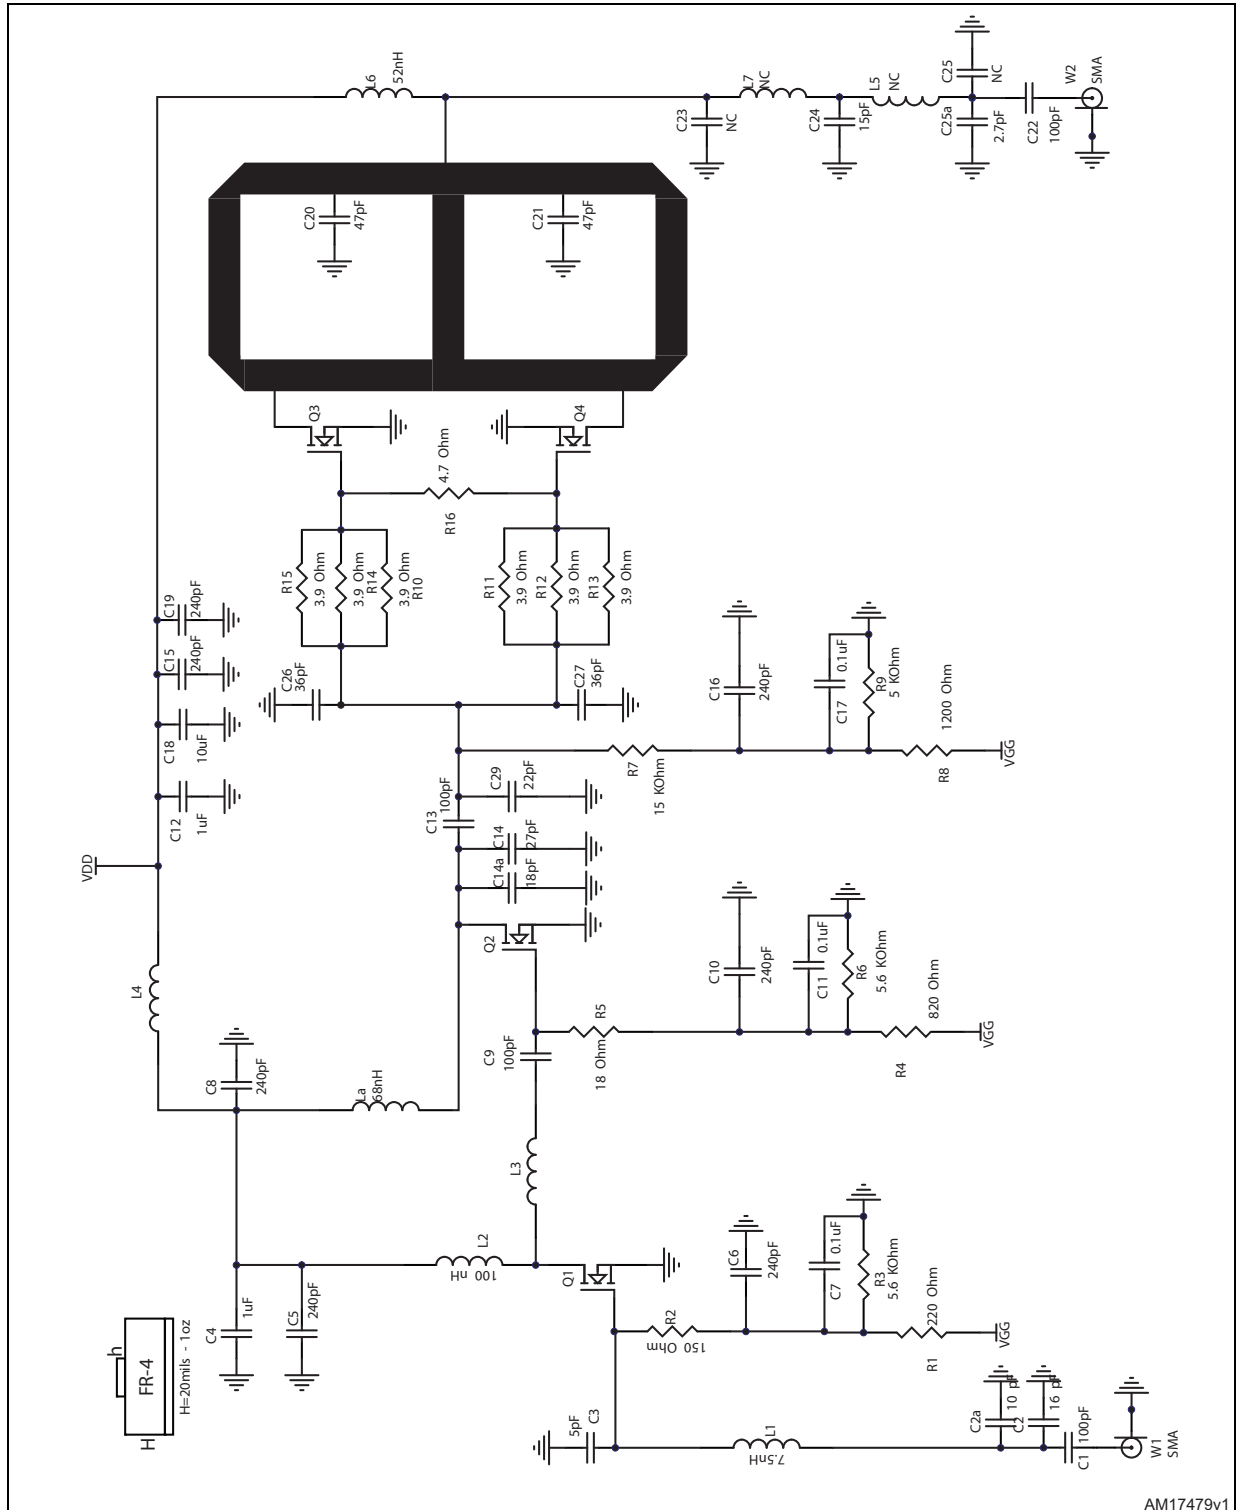 L6
52nH
L7
NC
L5
NC
C25
NC
W2
SMA
C23
NC
C24
15pF
C25a
2.7pF
C22
100pF
C20
47pF
C21
47pF
Q3
Q4
4.7 Ohm
R16
R15
3.9 Ohm
3.9 Ohm
R14
3.9 Ohm
R10
R11
3.9 Ohm
R12
3.9 Ohm
R13
3.9 Ohm
C19
240pF
C15
240pF
C18
10uF
C12
1uF
C26
36pF
C27
36pF
C16
240pF
C17
0.1uF
R9
5 KOhm
1200 Ohm
R8
VGG
R7
15 KOhm
C13
100pF
C29
22pF
C14
27pF
C14a
18pF
VDD
L4
Q2
C10
240pF
C11
0.1uF
R6
5.6 KOhm
820 Ohm
R4
VGG
R5
18 Ohm
C9
100pF
C8
240pF
La
68nH
L3
L2
100 nH
Q1
C6
240pF
C7
0.1uF
R3
5.6 KOhm
220 Ohm
R1
VGG
R2
150 Ohm
C4
1uF
C5
240pF
h
FR-4
H
H=20mils - 1oz
5pF
C3
L1
7.5nH
C2a
10 pF
C2
16 pF
C1
100pF
W1
SMA
AM17479v1